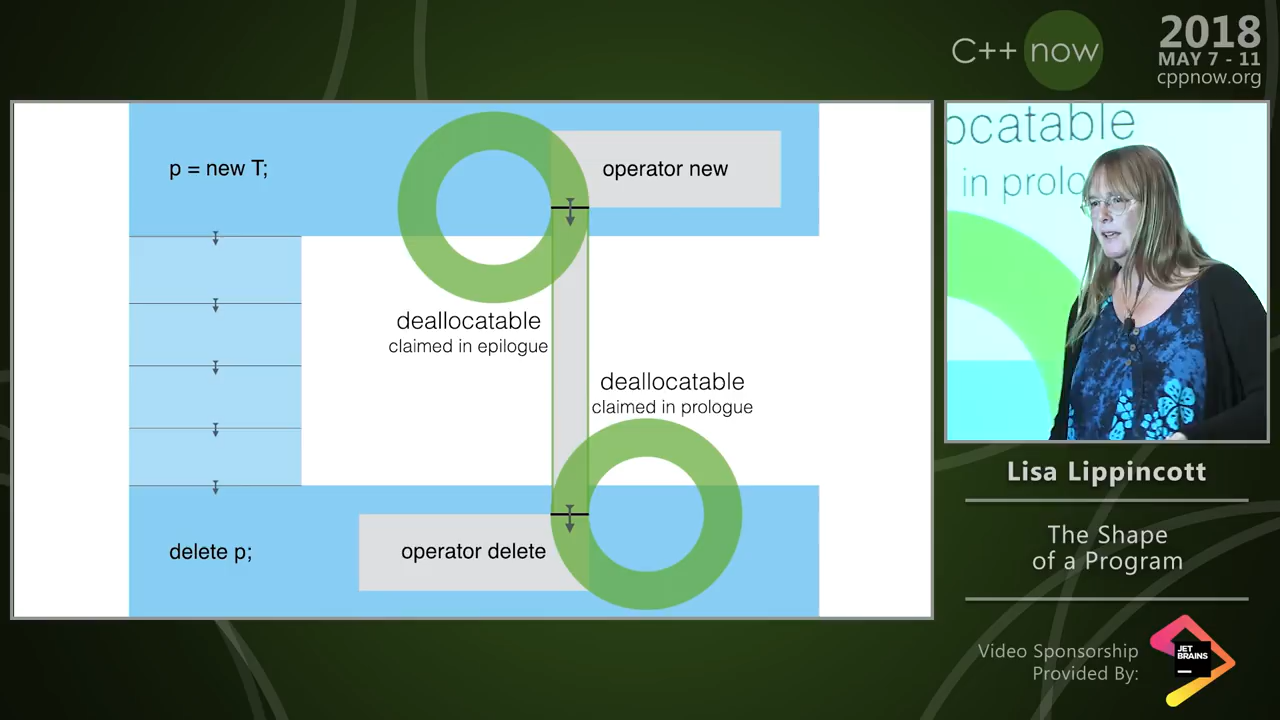 C++ now
2018
MAY 7 - 11
cppnow.org
p = new T;
operator new
deallocatable
claimed in epilogue
deallocatable
claimed in prologue
delete p;
operator delete
ocatable
in prolo
Lisa Lippincott
The Shape
of a Program
Video Sponsorship
Provided By:
JET
BRAINS